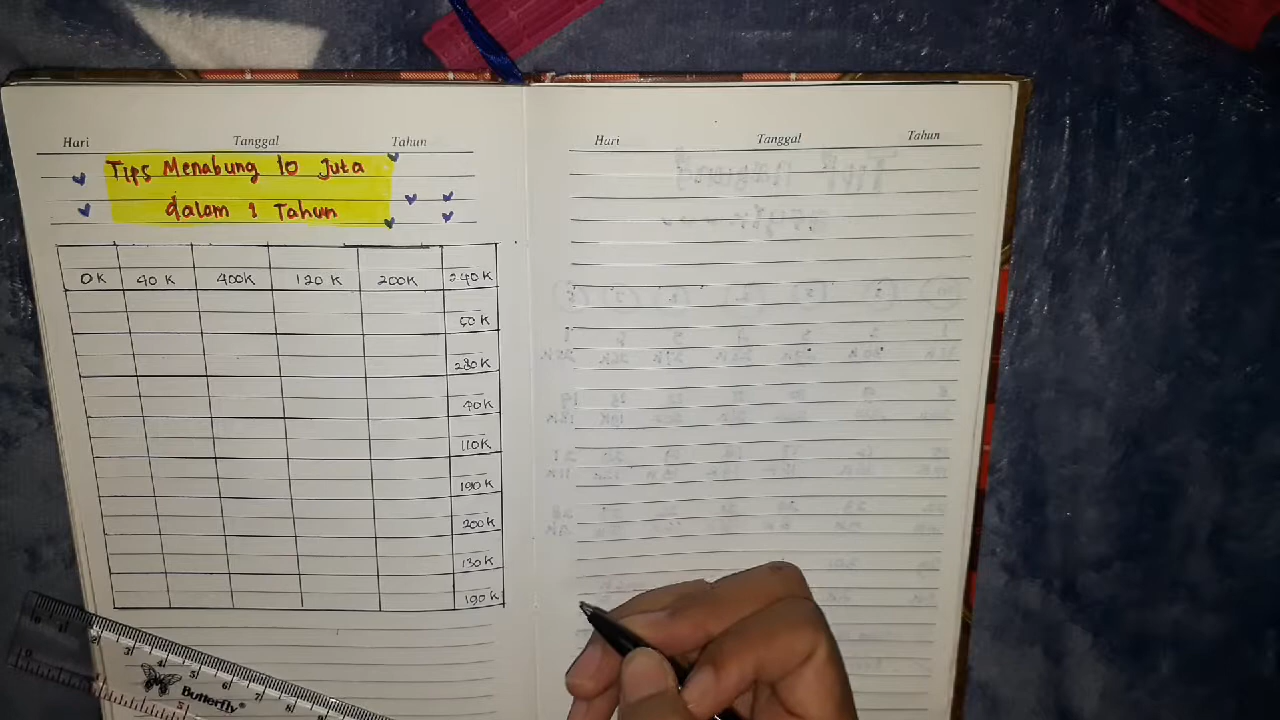 Hari Tanggal Tahun
Tips Menabung 10 Juta
dalam 1 Tahun
0K 40K 400K 120K 200K 240K
280K
40K
110K
190K
200K
130K
190K
Hari Tanggal Tahun
Butterfly